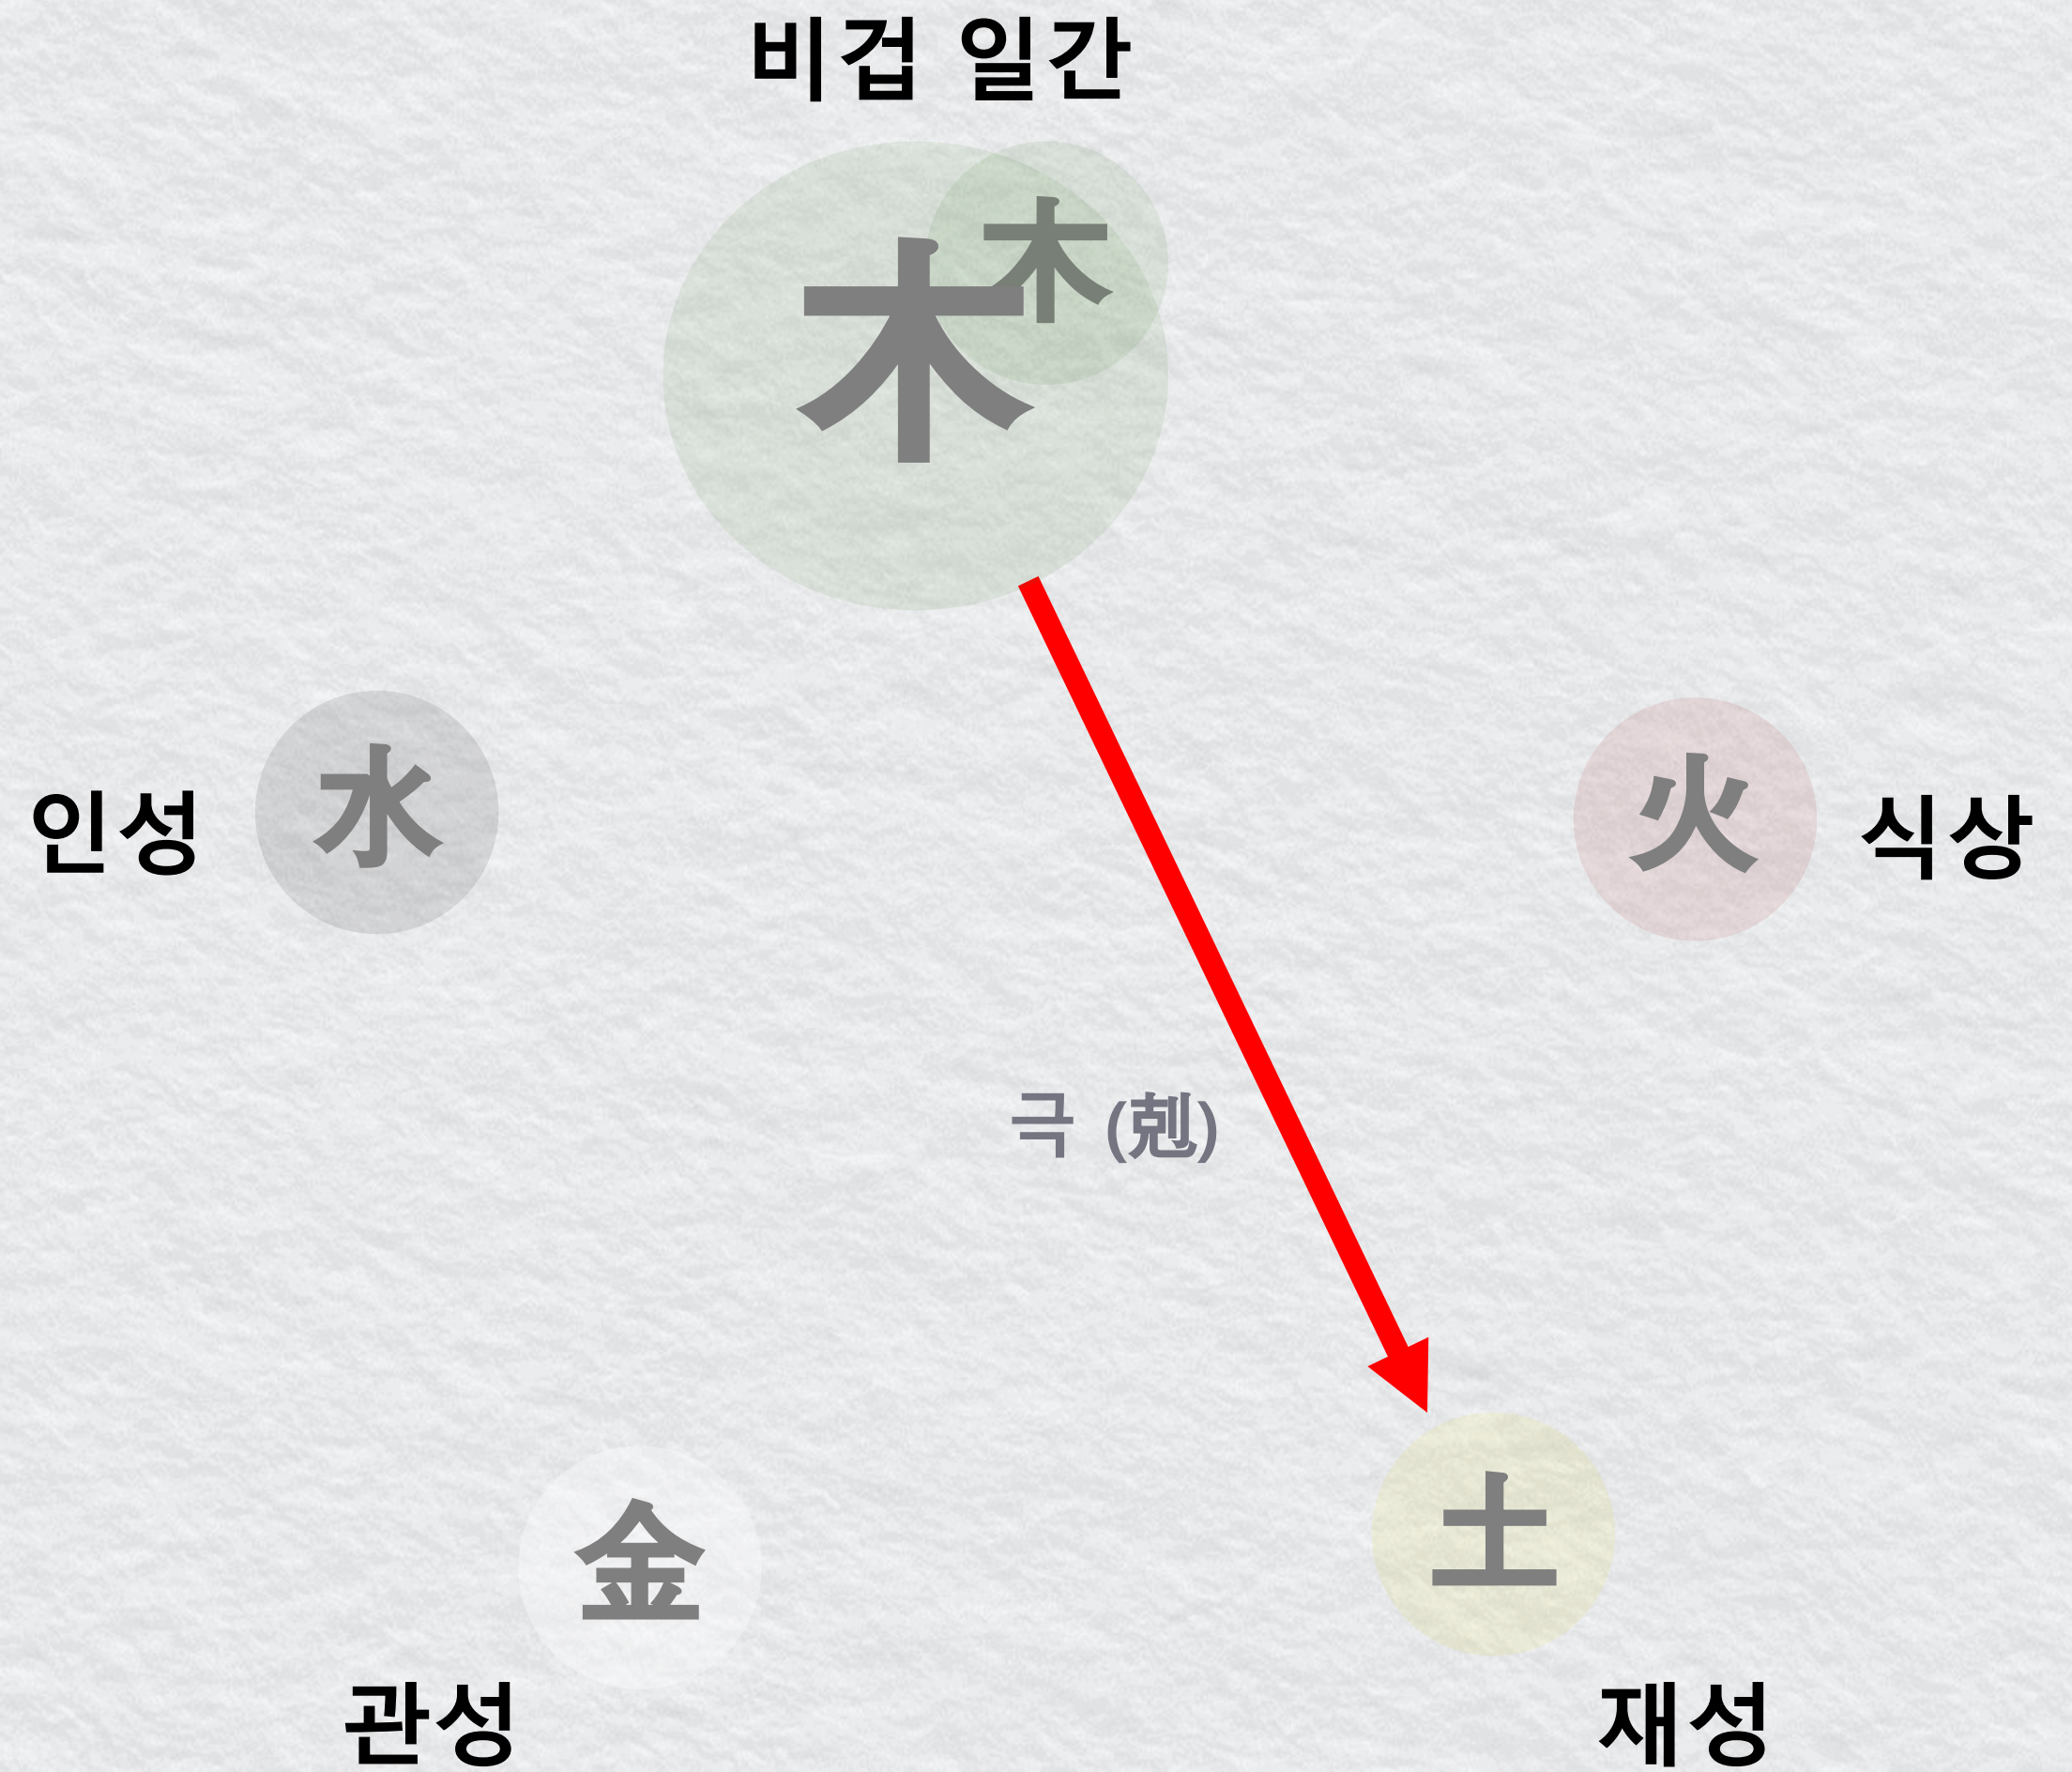 비겁 일간
木
木
水
인성
火
식상
극 (剋)
金
土
관성
재성